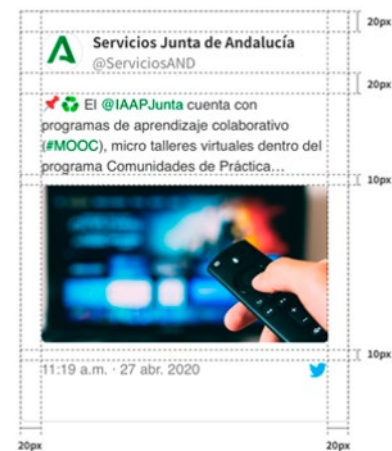 20px
Servicios Junta de Andalucía
@ServiciosAND
20px
📌♻️ El @IAAPJunta cuenta con
programas de aprendizaje colaborativo
(#MOOC), micro talleres virtuales dentro del
programa Comunidades de Práctica...
10px
10px
11:19 a.m. · 27 abr. 2020
20px 20px